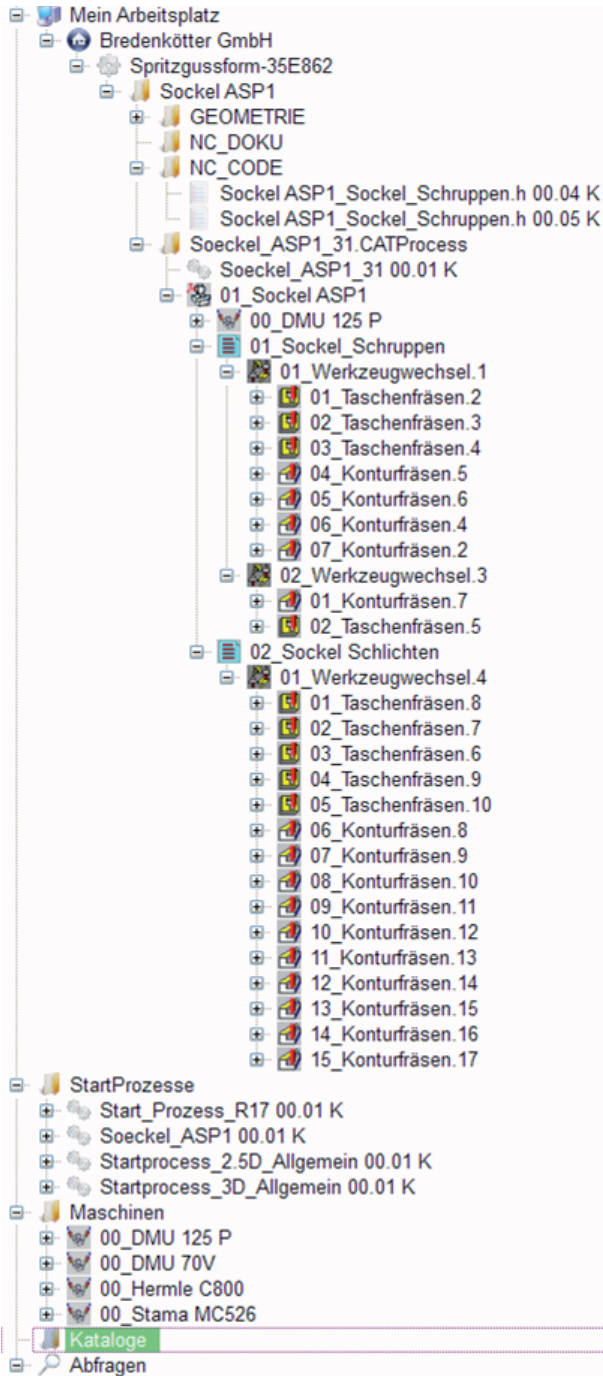 Mein Arbeitsplatz
Bredenkötter GmbH
Spritzgussform-35E862
Sockel ASP1
GEOMETRIE
NC_DOKU
NC_CODE
Sockel ASP1_Sockel_Schruppen.h 00.04 K
Sockel ASP1_Sockel_Schruppen.h 00.05 K
Soeckel_ASP1_31.CATProcess
Soeckel_ASP1_31 00.01 K
01_Sockel ASP1
00_DMU 125 P
01_Sockel_Schruppen
01_Werkzeugwechsel.1
01_Taschenfräsen.2
02_Taschenfräsen.3
03_Taschenfräsen.4
04_Konturfräsen.5
05_Konturfräsen.6
06_Konturfräsen.4
07_Konturfräsen.2
02_Werkzeugwechsel.3
01_Konturfräsen.7
02_Taschenfräsen.5
02_Sockel Schlichten
01_Werkzeugwechsel.4
01_Taschenfräsen.8
02_Taschenfräsen.7
03_Taschenfräsen.6
04_Taschenfräsen.9
05_Taschenfräsen.10
06_Konturfräsen.8
07_Konturfräsen.9
08_Konturfräsen.10
09_Konturfräsen.11
10_Konturfräsen.12
11_Konturfräsen.13
12_Konturfräsen.14
13_Konturfräsen.15
14_Konturfräsen.16
15_Konturfräsen.17
StartProzesse
Start_Prozess_R17 00.01 K
Soeckel_ASP1 00.01 K
Startprocess_2.5D_Allgemein 00.01 K
Startprocess_3D_Allgemein 00.01 K
Maschinen
00_DMU 125 P
00_DMU 70V
00_Hermle C800
00_Stama MC526
Kataloge
Abfragen